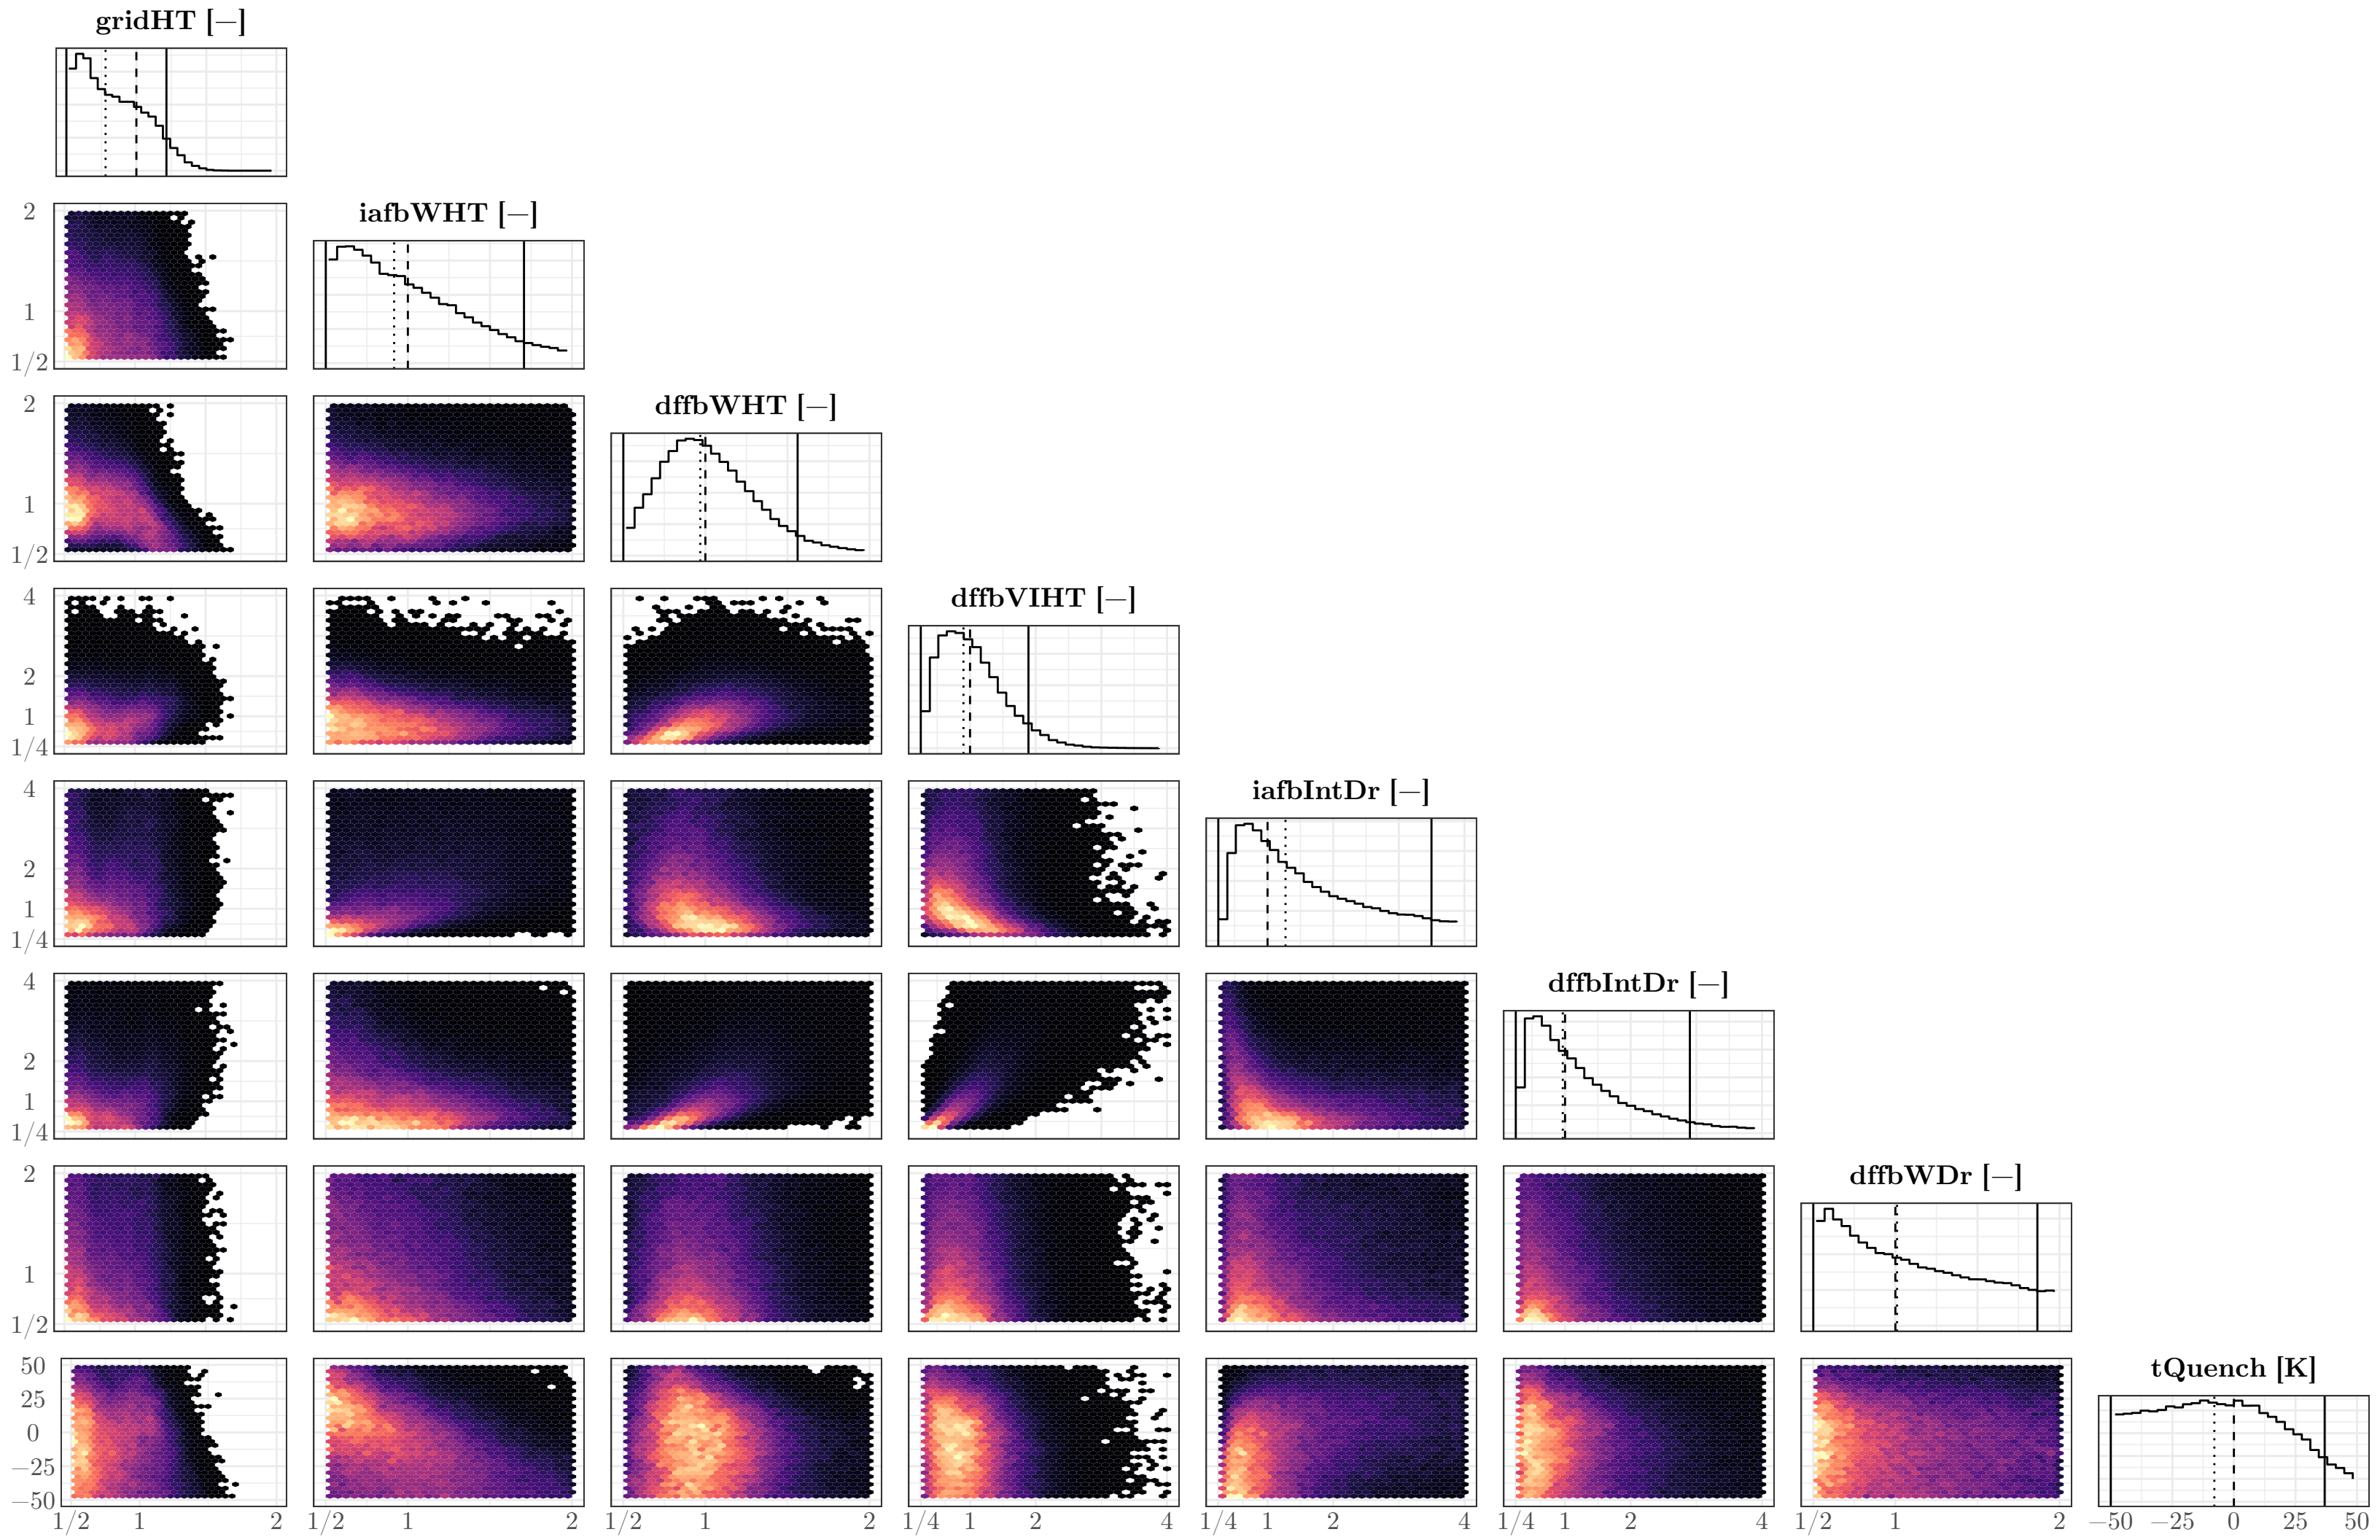 gridHT [−]
2
1
1/2
iafbWHT [−]
2
1
1/2
dffbWHT [−]
4
2
1
1/4
dffbVIHT [−]
4
2
1
1/4
iafbIntDr [−]
4
2
1
1/4
dffbIntDr [−]
2
1
1/2
dffbWDr [−]
50
25
0
−25
−50
tQuench [K]
1/2 1 2 1/2 1 2 1/2 1 2 1/4 1 2 4 1/4 1 2 4 1/4 1 2 4 1/2 1 2 −50 −25 0 25 50